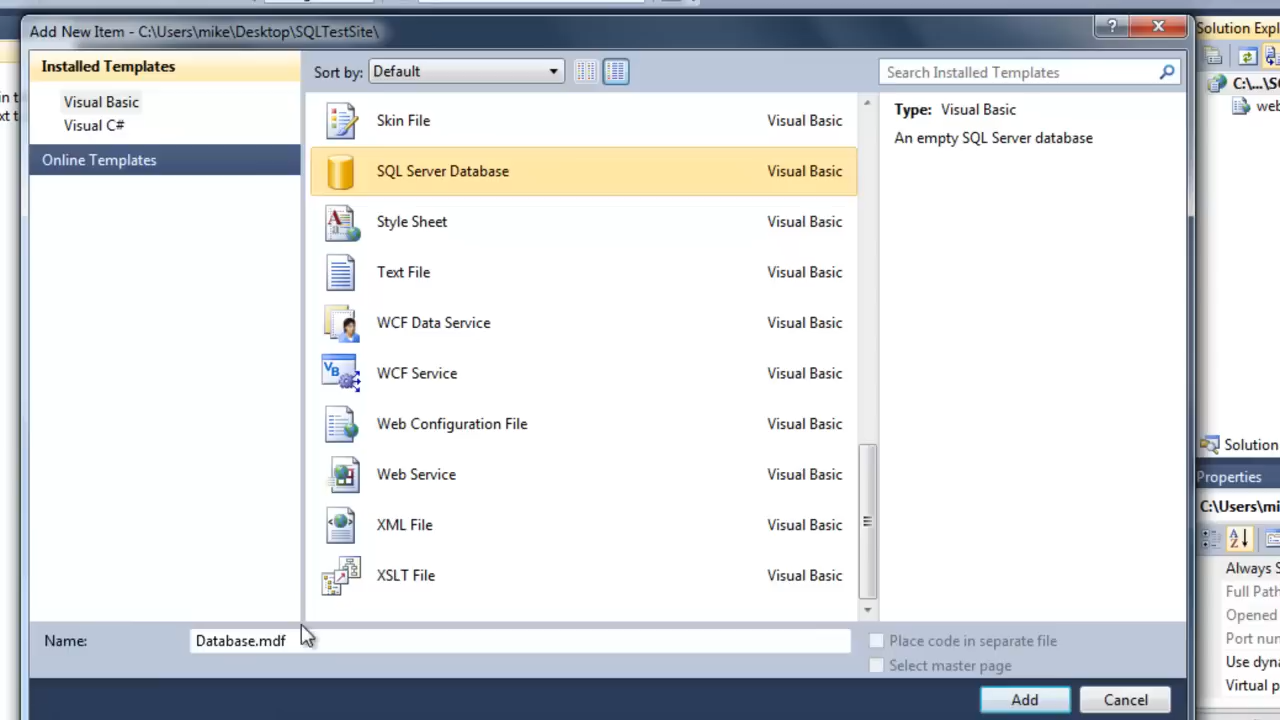 Add New Item - C:\Users\mike\Desktop\SQLTestSite\
Installed Templates
Visual Basic
Visual C#
Online Templates
Sort by: Default
Search Installed Templates
Skin File Visual Basic
SQL Server Database Visual Basic
Style Sheet Visual Basic
Text File Visual Basic
WCF Data Service Visual Basic
WCF Service Visual Basic
Web Configuration File Visual Basic
Web Service Visual Basic
XML File Visual Basic
XSLT File Visual Basic
Type: Visual Basic
An empty SQL Server database
Name: Database.mdf
Place code in separate file
Select master page
Add
Cancel
Solution Expl
C:\...\S
web
Solution
Properties
C:\Users\mi
Always S
Full Path
Opened
Port num
Use dyna
Virtual p